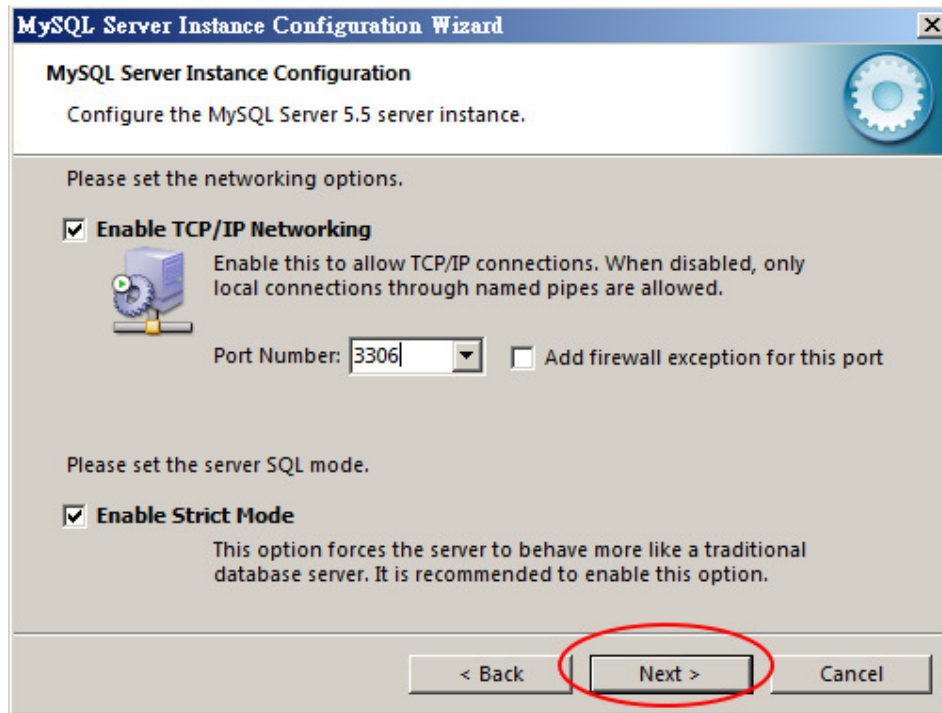 MySQL Server Instance Configuration Wizard
MySQL Server Instance Configuration
Configure the MySQL Server 5.5 server instance.
Please set the networking options.
Enable TCP/IP Networking
Enable this to allow TCP/IP connections. When disabled, only
local connections through named pipes are allowed.
Port Number: 3306 Add firewall exception for this port
Please set the server SQL mode.
Enable Strict Mode
This option forces the server to behave more like a traditional
database server. It is recommended to enable this option.
< Back Next > Cancel